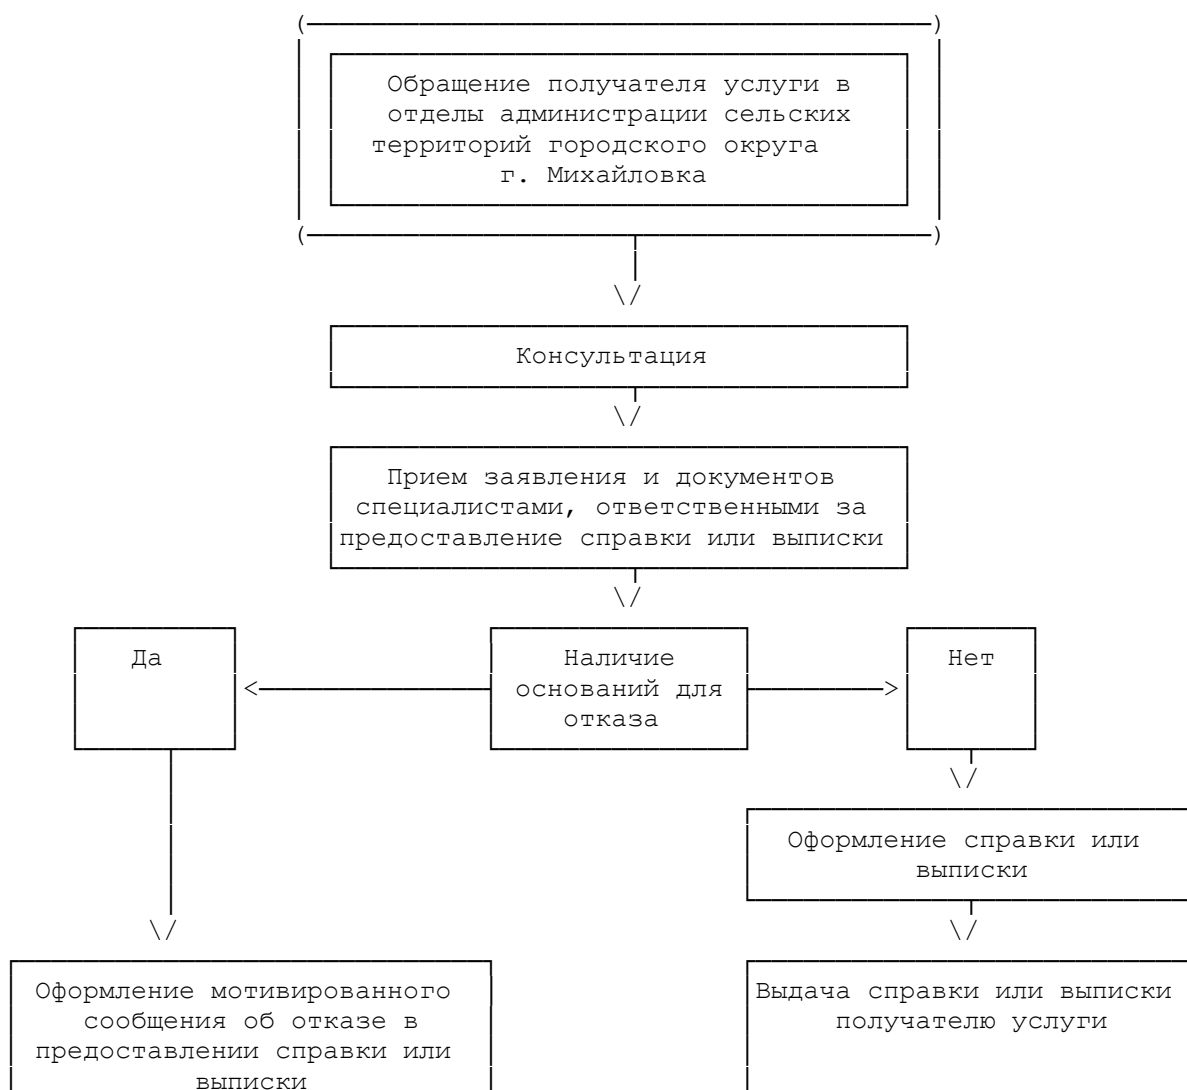 Обращение получателя услуги в
отделы администрации сельских
территорий городского округа
г. Михайловка
Консультация
Прием заявления и документов
специалистами, ответственными за
предоставление справки или выписки
Да
Наличие
оснований для
отказа
Нет
Оформление справки или
выписки
Оформление мотивированного
сообщения об отказе в
предоставлении справки или
выписки
Выдача справки или выписки
получателю услуги